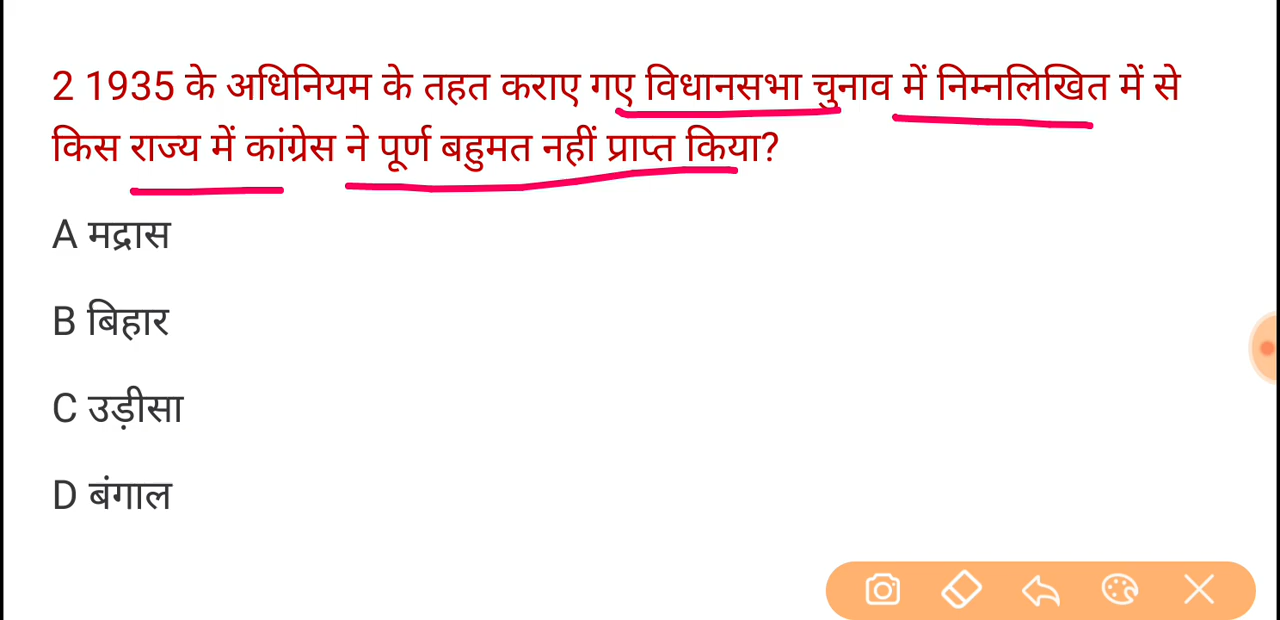 2 1935 के अधिनियम के तहत कराए गए विधानसभा चुनाव में निम्नलिखित में से
किस राज्य में कांग्रेस ने पूर्ण बहुमत नहीं प्राप्त किया?
A मद्रास
B बिहार
C उड़ीसा
D बंगाल